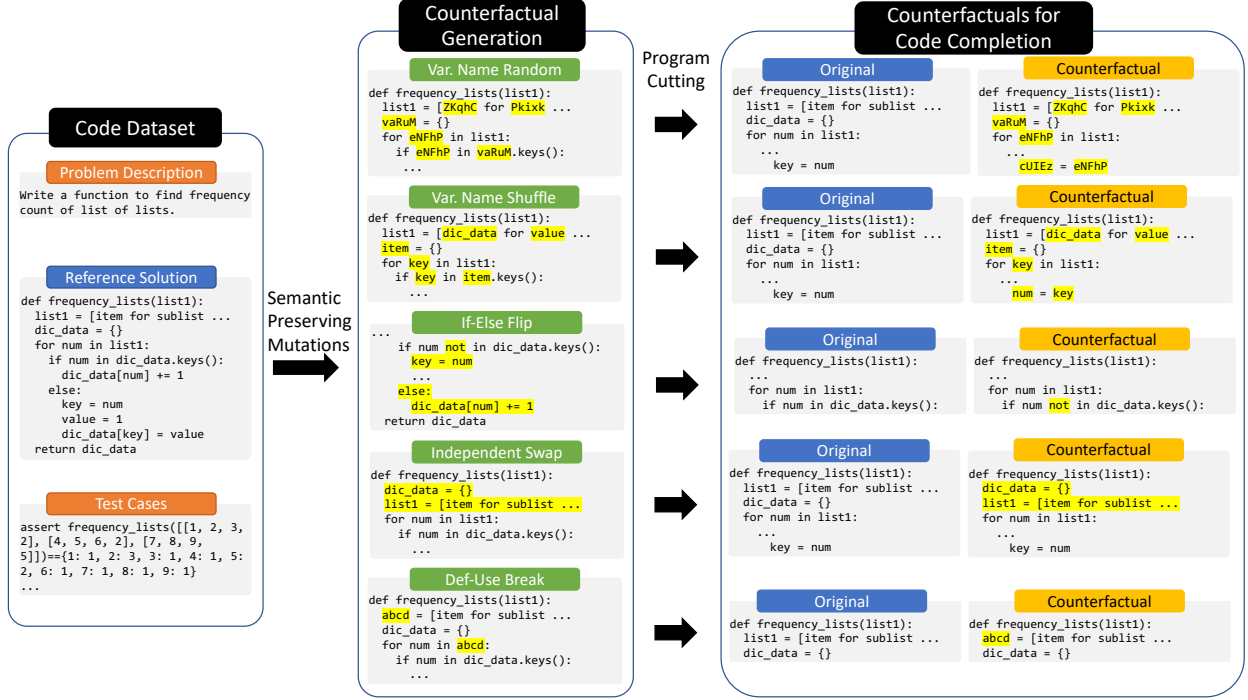 Code Dataset
Problem Description
Write a function to find frequency
count of list of lists.
Reference Solution
def frequency_lists(list1):
  list1 = [item for sublist ...
  dic_data = {}
  for num in list1:
    if num in dic_data.keys():
      dic_data[num] += 1
    else:
      key = num
      value = 1
      dic_data[key] = value
  return dic_data
Test Cases
assert frequency_lists([[1, 2, 3,
2], [4, 5, 6, 2], [7, 8, 9,
5]])=={1: 1, 2: 3, 3: 1, 4: 1, 5:
2, 6: 1, 7: 1, 8: 1, 9: 1}
...
Semantic
Preserving
Mutations
Counterfactual
Generation
Var. Name Random
def frequency_lists(list1):
  list1 = [ZKqhC for Pkixk ...
  vaRuM = {}
  for eNFhP in list1:
    if eNFhP in vaRuM.keys():
      ...
Var. Name Shuffle
def frequency_lists(list1):
  list1 = [dic_data for value ...
  item = {}
  for key in list1:
    if key in item.keys():
      ...
If-Else Flip
...
    if num not in dic_data.keys():
      key = num
      ...
    else:
      dic_data[num] += 1
  return dic_data
Independent Swap
def frequency_lists(list1):
  dic_data = {}
  list1 = [item for sublist ...
  for num in list1:
    if num in dic_data.keys():
      ...
Def-Use Break
def frequency_lists(list1):
  abcd = [item for sublist ...
  dic_data = {}
  for num in abcd:
    if num in dic_data.keys():
      ...
Program
Cutting
Counterfactuals for
Code Completion
Original
def frequency_lists(list1):
  list1 = [item for sublist ...
  dic_data = {}
  for num in list1:
    ...
      key = num
Counterfactual
def frequency_lists(list1):
  list1 = [ZKqhC for Pkixk ...
  vaRuM = {}
  for eNFhP in list1:
    ...
      cUIEz = eNFhP
Original
def frequency_lists(list1):
  list1 = [item for sublist ...
  dic_data = {}
  for num in list1:
    ...
      key = num
Counterfactual
def frequency_lists(list1):
  list1 = [dic_data for value ...
  item = {}
  for key in list1:
    ...
      num = key
Original
def frequency_lists(list1):
  ...
  for num in list1:
    if num in dic_data.keys():
Counterfactual
def frequency_lists(list1):
  ...
  for num in list1:
    if num not in dic_data.keys():
Original
def frequency_lists(list1):
  list1 = [item for sublist ...
  dic_data = {}
  for num in list1:
    ...
      key = num
Counterfactual
def frequency_lists(list1):
  dic_data = {}
  list1 = [item for sublist ...
  for num in list1:
    ...
      key = num
Original
def frequency_lists(list1):
  list1 = [item for sublist ...
  dic_data = {}
Counterfactual
def frequency_lists(list1):
  abcd = [item for sublist ...
  dic_data = {}